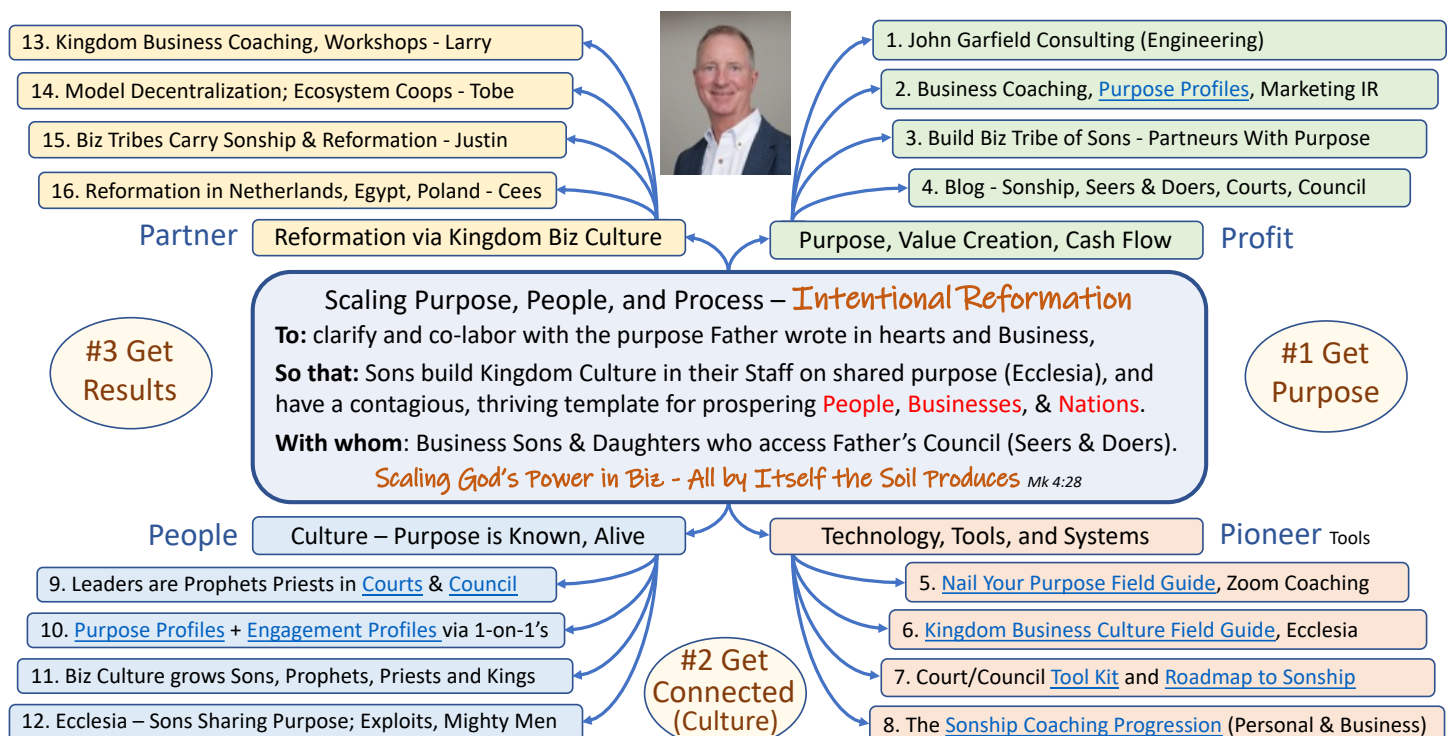 13. Kingdom Business Coaching, Workshops - Larry
14. Model Decentralization; Ecosystem Coops - Tobe
15. Biz Tribes Carry Sonship & Reformation - Justin
16. Reformation in Netherlands, Egypt, Poland - Cees
Partner
Reformation via Kingdom Biz Culture
1. John Garfield Consulting (Engineering)
2. Business Coaching, Purpose Profiles, Marketing IR
3. Build Biz Tribe of Sons - Partneurs With Purpose
4. Blog - Sonship, Seers & Doers, Courts, Council
Purpose, Value Creation, Cash Flow
Profit
#3 Get
Results
Scaling Purpose, People, and Process – Intentional Reformation
To: clarify and co-labor with the purpose Father wrote in hearts and Business,
So that: Sons build Kingdom Culture in their Staff on shared purpose (Ecclesia), and
have a contagious, thriving template for prospering People, Businesses, & Nations.
With whom: Business Sons & Daughters who access Father's Council (Seers & Doers).
Scaling God's Power in Biz - All by Itself the Soil Produces Mk 4:28
#1 Get
Purpose
People
Culture – Purpose is Known, Alive
9. Leaders are Prophets Priests in Courts & Council
10. Purpose Profiles + Engagement Profiles via 1-on-1's
11. Biz Culture grows Sons, Prophets, Priests and Kings
12. Ecclesia – Sons Sharing Purpose; Exploits, Mighty Men
#2 Get
Connected
(Culture)
Technology, Tools, and Systems
Pioneer Tools
5. Nail Your Purpose Field Guide, Zoom Coaching
6. Kingdom Business Culture Field Guide, Ecclesia
7. Court/Council Tool Kit and Roadmap to Sonship
8. The Sonship Coaching Progression (Personal & Business)